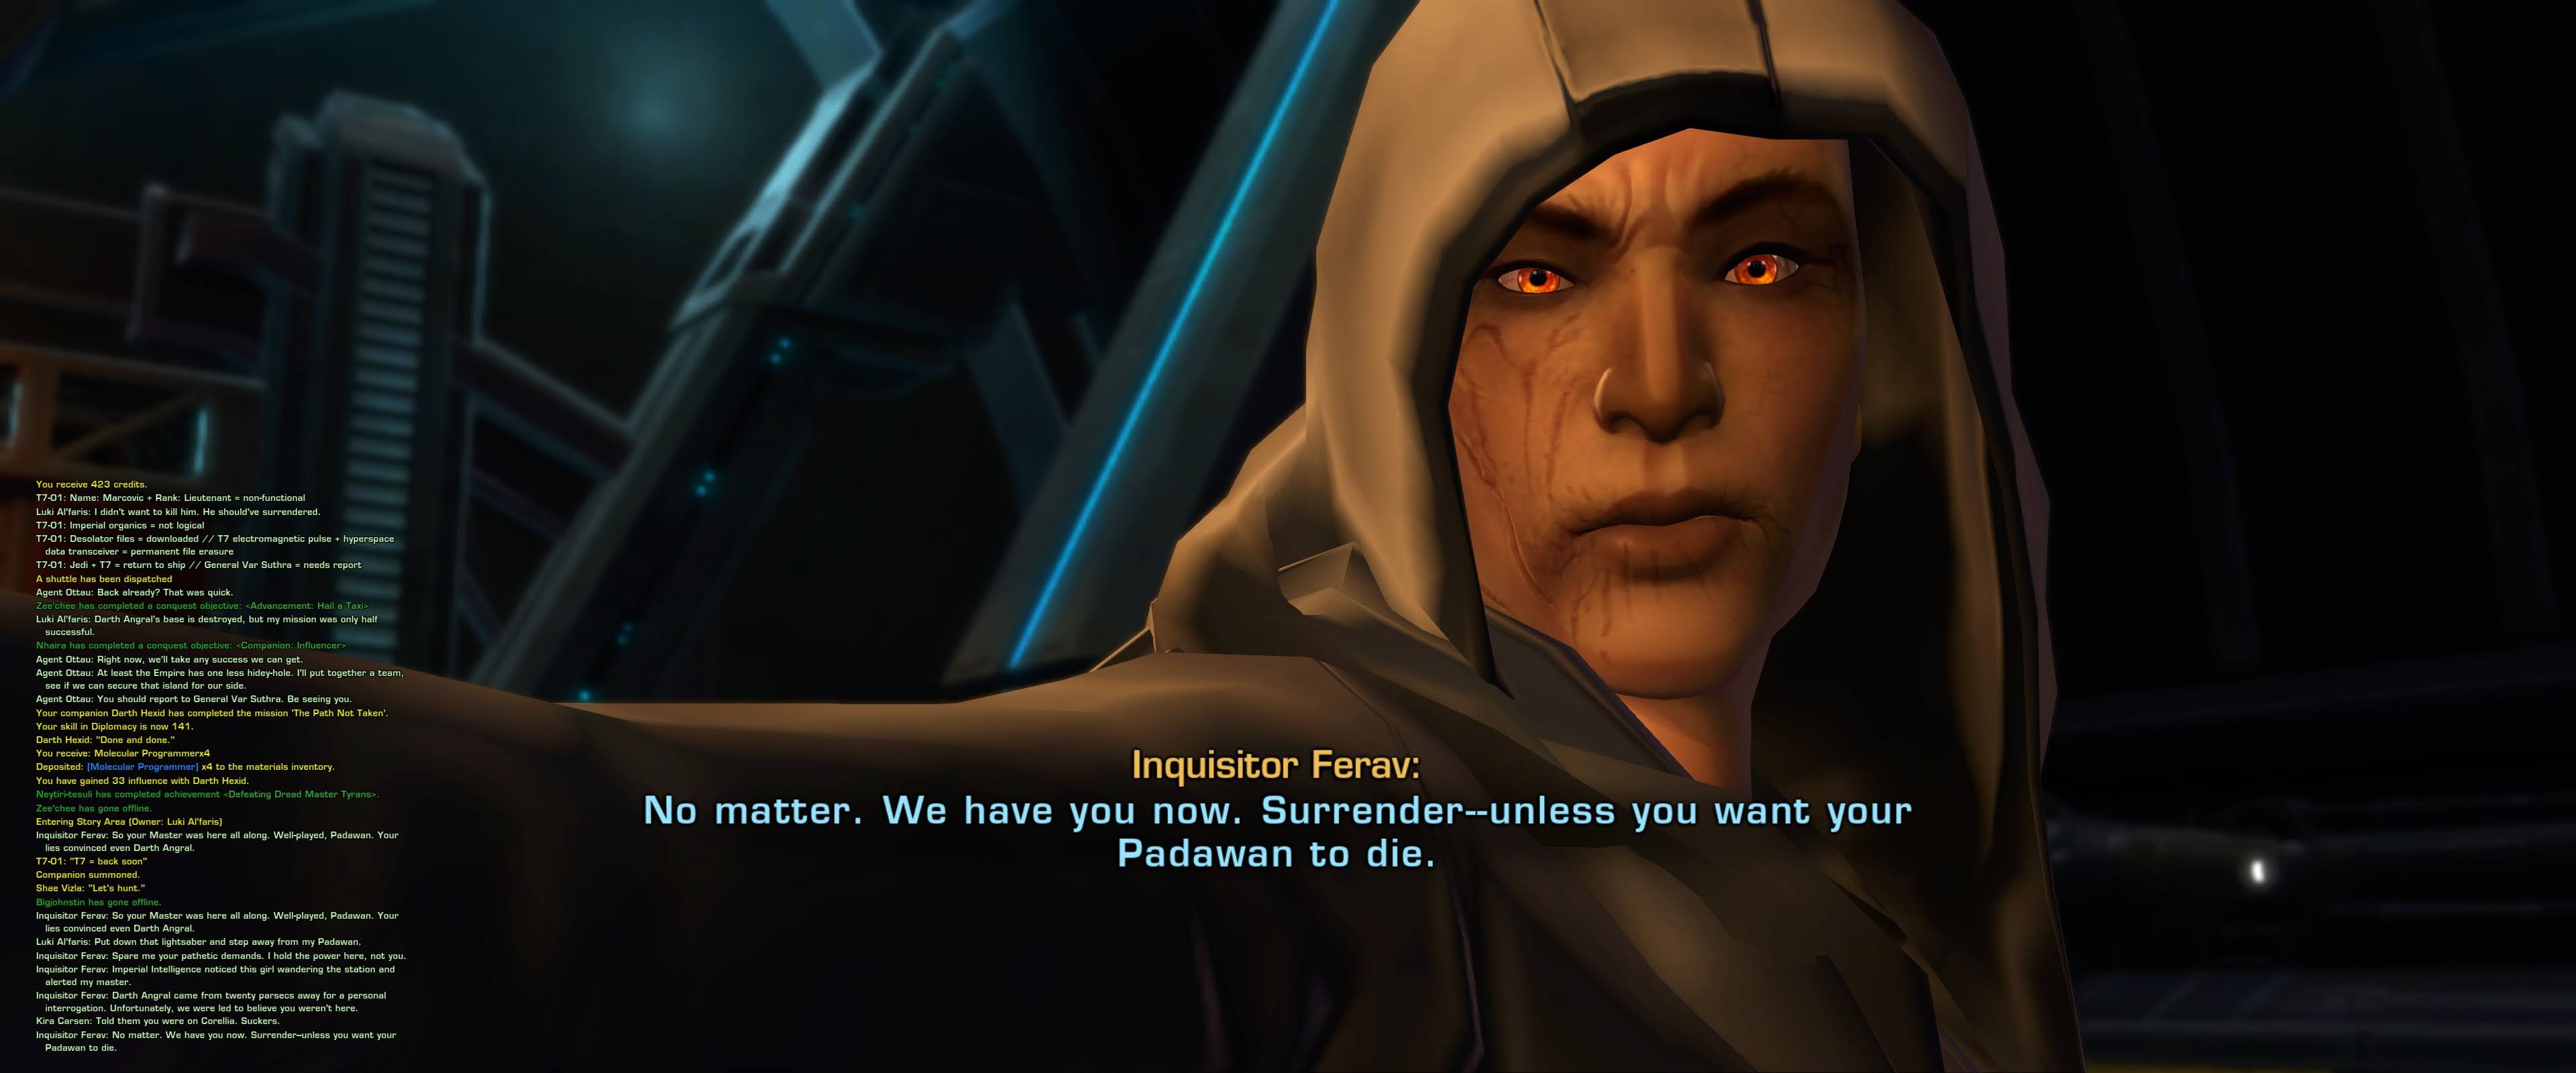 You receive 423 credits.
T7-01: Name: Marcovic + Rank: Lieutenant = non-functional
Luki Al'faris: I didn't want to kill him. He should've surrendered.
T7-01: Imperial organics = not logical
T7-01: Desolator files = downloaded // T7 electromagnetic pulse + hyperspace
data transceiver = permanent file erasure
T7-01: Jedi + T7 = return to ship // General Var Suthra = needs report
A shuttle has been dispatched
Agent Ottau: Back already? That was quick.
Zee'chee has completed a conquest objective: <Advancement: Hail a Taxi>
Luki Al'faris: Darth Angral's base is destroyed, but my mission was only half
successful.
Nhaira has completed a conquest objective: <Companion: Influencer>
Agent Ottau: Right now, we'll take any success we can get.
Agent Ottau: At least the Empire has one less hidey-hole. I'll put together a team,
see if we can secure that island for our side.
Agent Ottau: You should report to General Var Suthra. Be seeing you.
Your companion Darth Hexid has completed the mission 'The Path Not Taken'.
Your skill in Diplomacy is now 141.
Darth Hexid: "Done and done."
You receive: Molecular Programmerx4
Deposited: [Molecular Programmer] x4 to the materials inventory.
You have gained 33 influence with Darth Hexid.
Neytiri-tesuli has completed achievement <Defeating Dread Master Tyrans>.
Zee'chee has gone offline.
Entering Story Area (Owner: Luki Al'faris)
Inquisitor Ferav: So your Master was here all along. Well-played, Padawan. Your
lies convinced even Darth Angral.
T7-01: "T7 = back soon"
Companion summoned.
Shae Vizla: "Let's hunt."
Bigjohnstin has gone offline.
Inquisitor Ferav: So your Master was here all along. Well-played, Padawan. Your
lies convinced even Darth Angral.
Luki Al'faris: Put down that lightsaber and step away from my Padawan.
Inquisitor Ferav: Spare me your pathetic demands. I hold the power here, not you.
Inquisitor Ferav: Imperial Intelligence noticed this girl wandering the station and
alerted my master.
Inquisitor Ferav: Darth Angral came from twenty parsecs away for a personal
interrogation. Unfortunately, we were led to believe you weren't here.
Kira Carsen: Told them you were on Corellia. Suckers.
Inquisitor Ferav: No matter. We have you now. Surrender--unless you want your
Padawan to die.
Inquisitor Ferav:
No matter. We have you now. Surrender--unless you want your
Padawan to die.